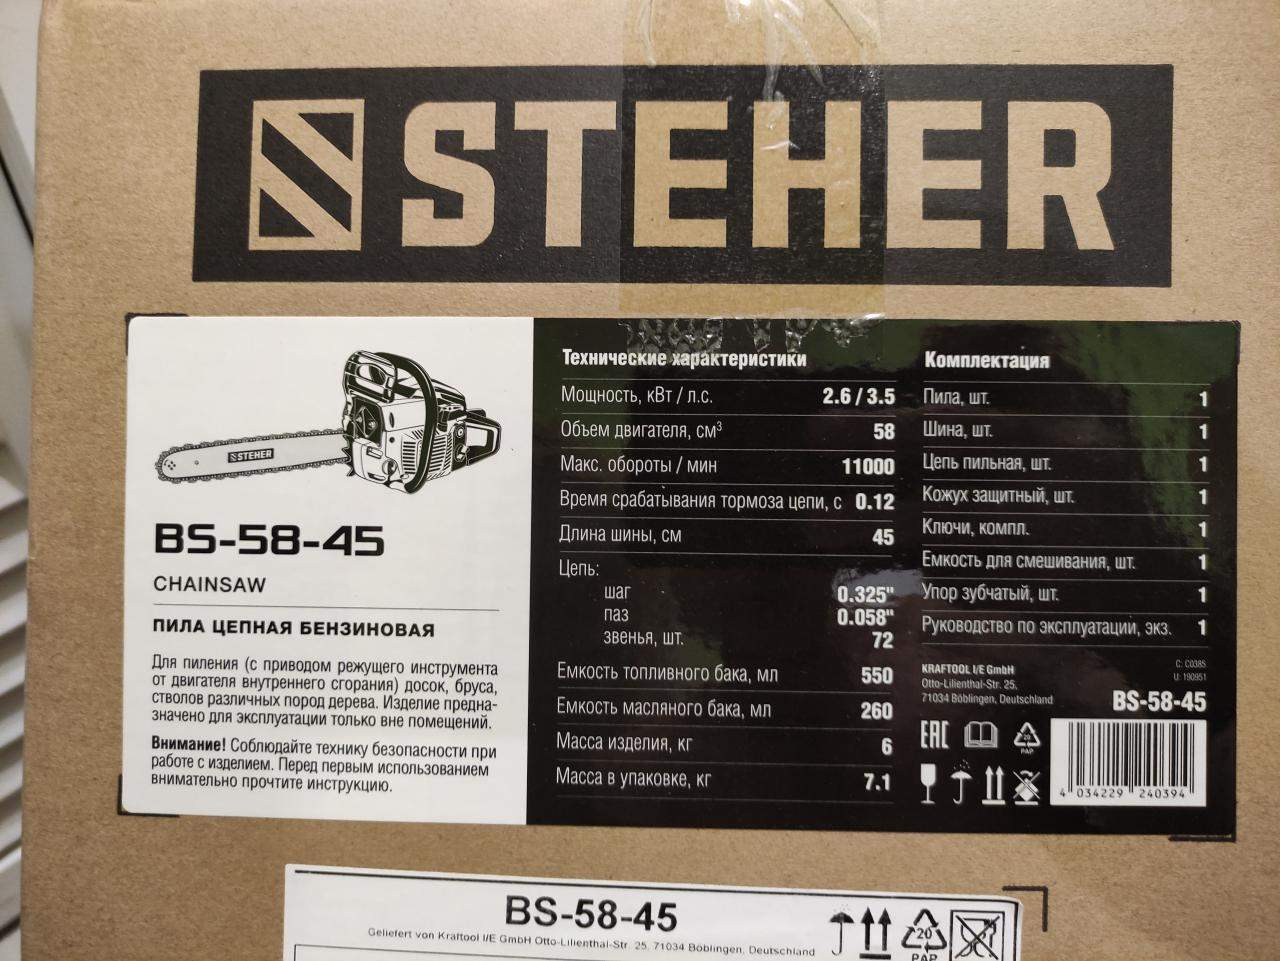 STEHER
STEHER
BS-58-45
CHAINSAW
ПИЛА ЦЕПНАЯ БЕНЗИНОВАЯ
Для пиления (с приводом режущего инструмента
от двигателя внутреннего сгорания) досок, бруса,
стволов различных пород дерева. Изделие предна-
значено для эксплуатации только вне помещений.
Внимание! Соблюдайте технику безопасности при
работе с изделием. Перед первым использованием
внимательно прочтите инструкцию.
Технические характеристики
Мощность, кВт / л.с. 2.6 / 3.5
Объем двигателя, см³ 58
Макс. обороты / мин 11000
Время срабатывания тормоза цепи, с 0.12
Длина шины, см 45
Цепь:
шаг 0.325"
паз 0.058"
звенья, шт. 72
Емкость топливного бака, мл 550
Емкость масляного бака, мл 260
Масса изделия, кг 6
Масса в упаковке, кг 7.1
Комплектация
Пила, шт. 1
Шина, шт. 1
Цепь пильная, шт. 1
Кожух защитный, шт. 1
Ключи, компл. 1
Емкость для смешивания, шт. 1
Упор зубчатый, шт. 1
Руководство по эксплуатации, экз. 1
KRAFTOOL I/E GmbH
Otto-Lilienthal-Str. 25,
71034 Böblingen, Deutschland
C: C0385
U: 190951
BS-58-45
EAC
20
PAP
4 034229 240394
BS-58-45
Geliefert von Kraftool I/E GmbH Otto-Lilienthal-Str. 25, 71034 Böblingen, Deutschland
20
PAP